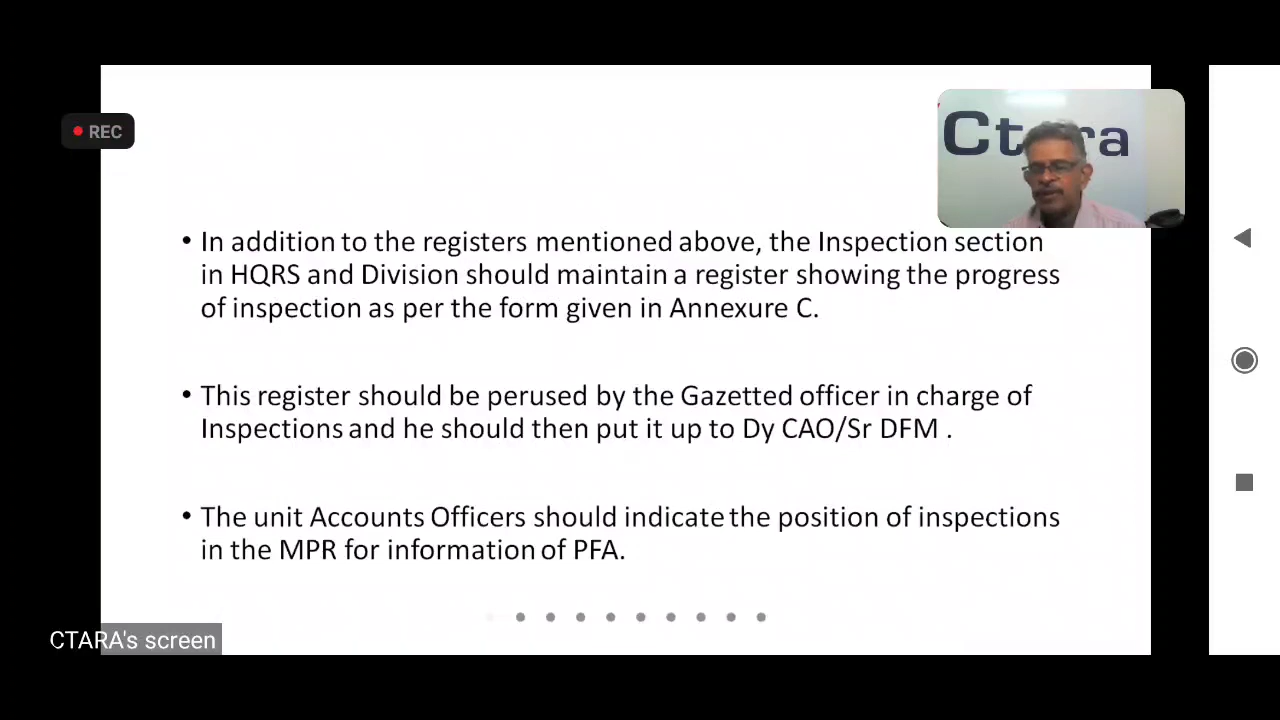 REC
Ctara
• In addition to the registers mentioned above, the Inspection section
in HQRS and Division should maintain a register showing the progress
of inspection as per the form given in Annexure C.
• This register should be perused by the Gazetted officer in charge of
Inspections and he should then put it up to Dy CAO/Sr DFM .
• The unit Accounts Officers should indicate the position of inspections
in the MPR for information of PFA.
CTARA's screen